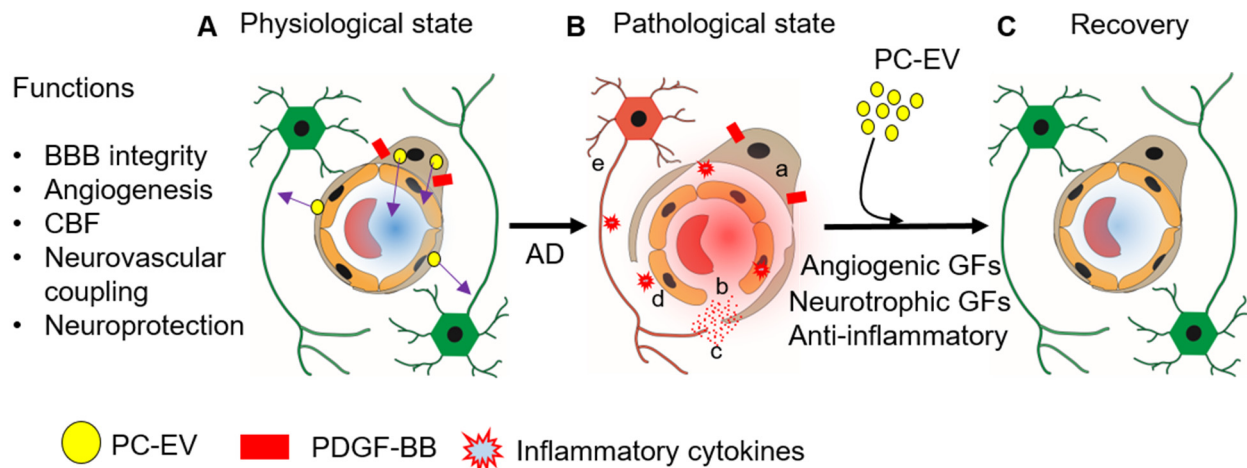 A Physiological state
B Pathological state
C Recovery
Functions
• BBB integrity
• Angiogenesis
• CBF
• Neurovascular
coupling
• Neuroprotection
AD
a
b
c
d
e
PC-EV
Angiogenic GFs
Neurotrophic GFs
Anti-inflammatory
PC-EV
PDGF-BB
Inflammatory cytokines